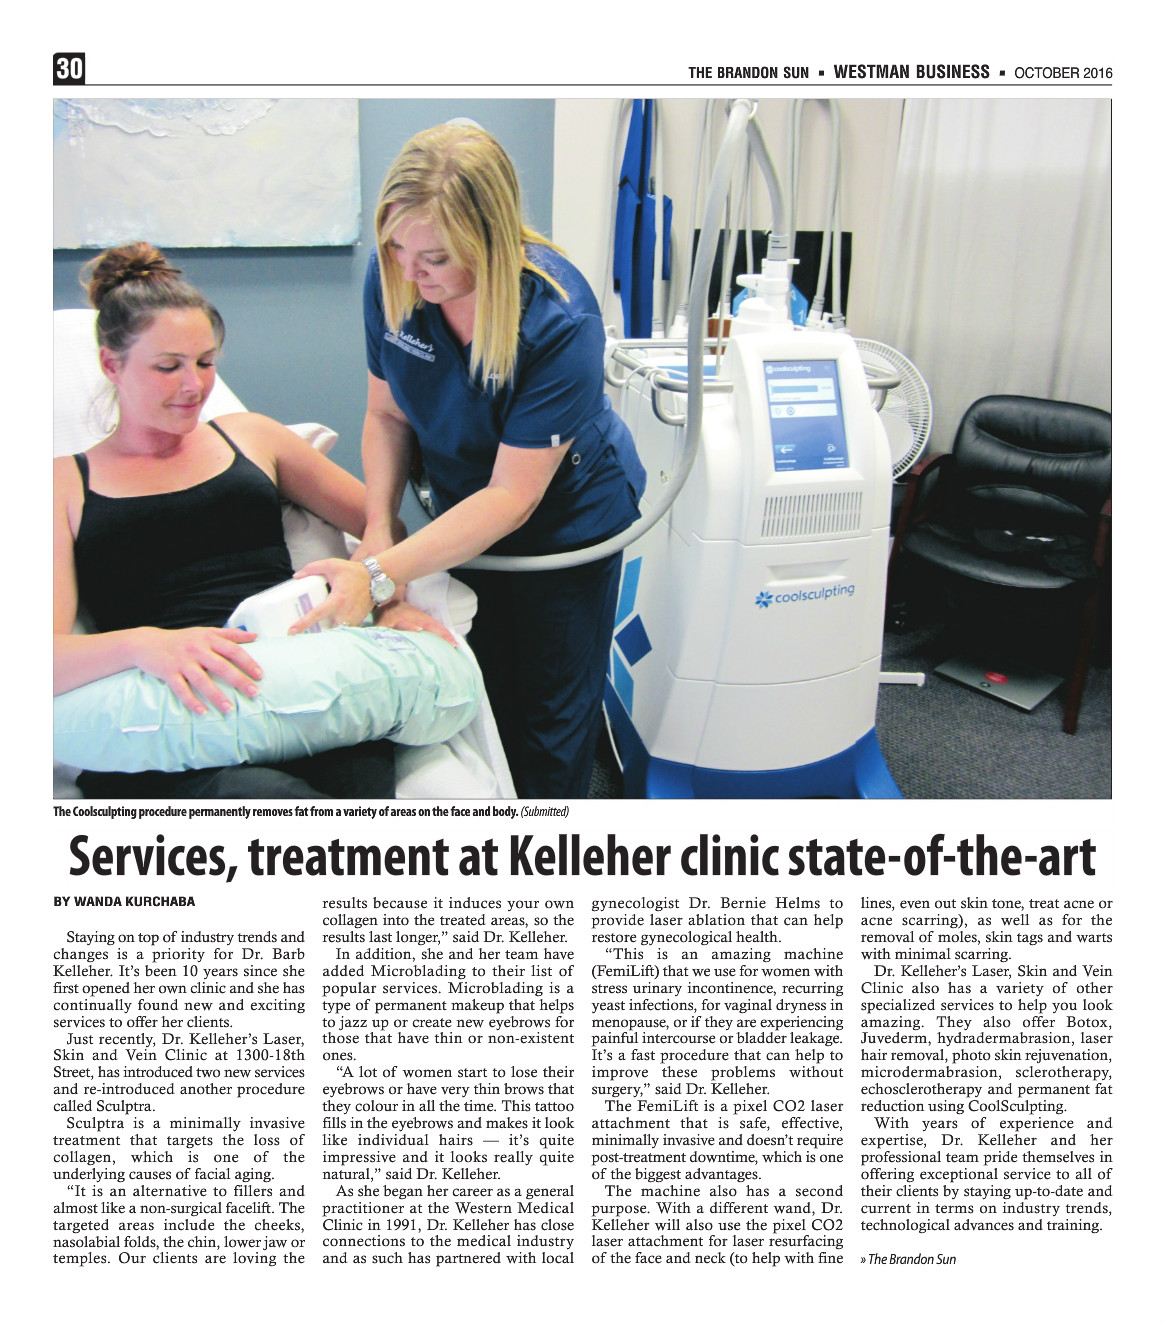 30
THE BRANDON SUN ▪ WESTMAN BUSINESS ▪ OCTOBER 2016
Kelleher's
coolsculpting
coolsculpting
The Coolsculpting procedure permanently removes fat from a variety of areas on the face and body. (Submitted)
Services, treatment at Kelleher clinic state-of-the-art
BY WANDA KURCHABA
Staying on top of industry trends and
changes is a priority for Dr. Barb
Kelleher. It’s been 10 years since she
first opened her own clinic and she has
continually found new and exciting
services to offer her clients.
Just recently, Dr. Kelleher’s Laser,
Skin and Vein Clinic at 1300-18th
Street, has introduced two new services
and re-introduced another procedure
called Sculptra.
Sculptra is a minimally invasive
treatment that targets the loss of
collagen, which is one of the
underlying causes of facial aging.
“It is an alternative to fillers and
almost like a non-surgical facelift. The
targeted areas include the cheeks,
nasolabial folds, the chin, lower jaw or
temples. Our clients are loving the
results because it induces your own
collagen into the treated areas, so the
results last longer,” said Dr. Kelleher.
In addition, she and her team have
added Microblading to their list of
popular services. Microblading is a
type of permanent makeup that helps
to jazz up or create new eyebrows for
those that have thin or non-existent
ones.
“A lot of women start to lose their
eyebrows or have very thin brows that
they colour in all the time. This tattoo
fills in the eyebrows and makes it look
like individual hairs — it’s quite
impressive and it looks really quite
natural,” said Dr. Kelleher.
As she began her career as a general
practitioner at the Western Medical
Clinic in 1991, Dr. Kelleher has close
connections to the medical industry
and as such has partnered with local
gynecologist Dr. Bernie Helms to
provide laser ablation that can help
restore gynecological health.
“This is an amazing machine
(FemiLift) that we use for women with
stress urinary incontinence, recurring
yeast infections, for vaginal dryness in
menopause, or if they are experiencing
painful intercourse or bladder leakage.
It’s a fast procedure that can help to
improve these problems without
surgery,” said Dr. Kelleher.
The FemiLift is a pixel CO2 laser
attachment that is safe, effective,
minimally invasive and doesn’t require
post-treatment downtime, which is one
of the biggest advantages.
The machine also has a second
purpose. With a different wand, Dr.
Kelleher will also use the pixel CO2
laser attachment for laser resurfacing
of the face and neck (to help with fine
lines, even out skin tone, treat acne or
acne scarring), as well as for the
removal of moles, skin tags and warts
with minimal scarring.
Dr. Kelleher’s Laser, Skin and Vein
Clinic also has a variety of other
specialized services to help you look
amazing. They also offer Botox,
Juvederm, hydradermabrasion, laser
hair removal, photo skin rejuvenation,
microdermabrasion, sclerotherapy,
echosclerotherapy and permanent fat
reduction using CoolSculpting.
With years of experience and
expertise, Dr. Kelleher and her
professional team pride themselves in
offering exceptional service to all of
their clients by staying up-to-date and
current in terms on industry trends,
technological advances and training.
» The Brandon Sun